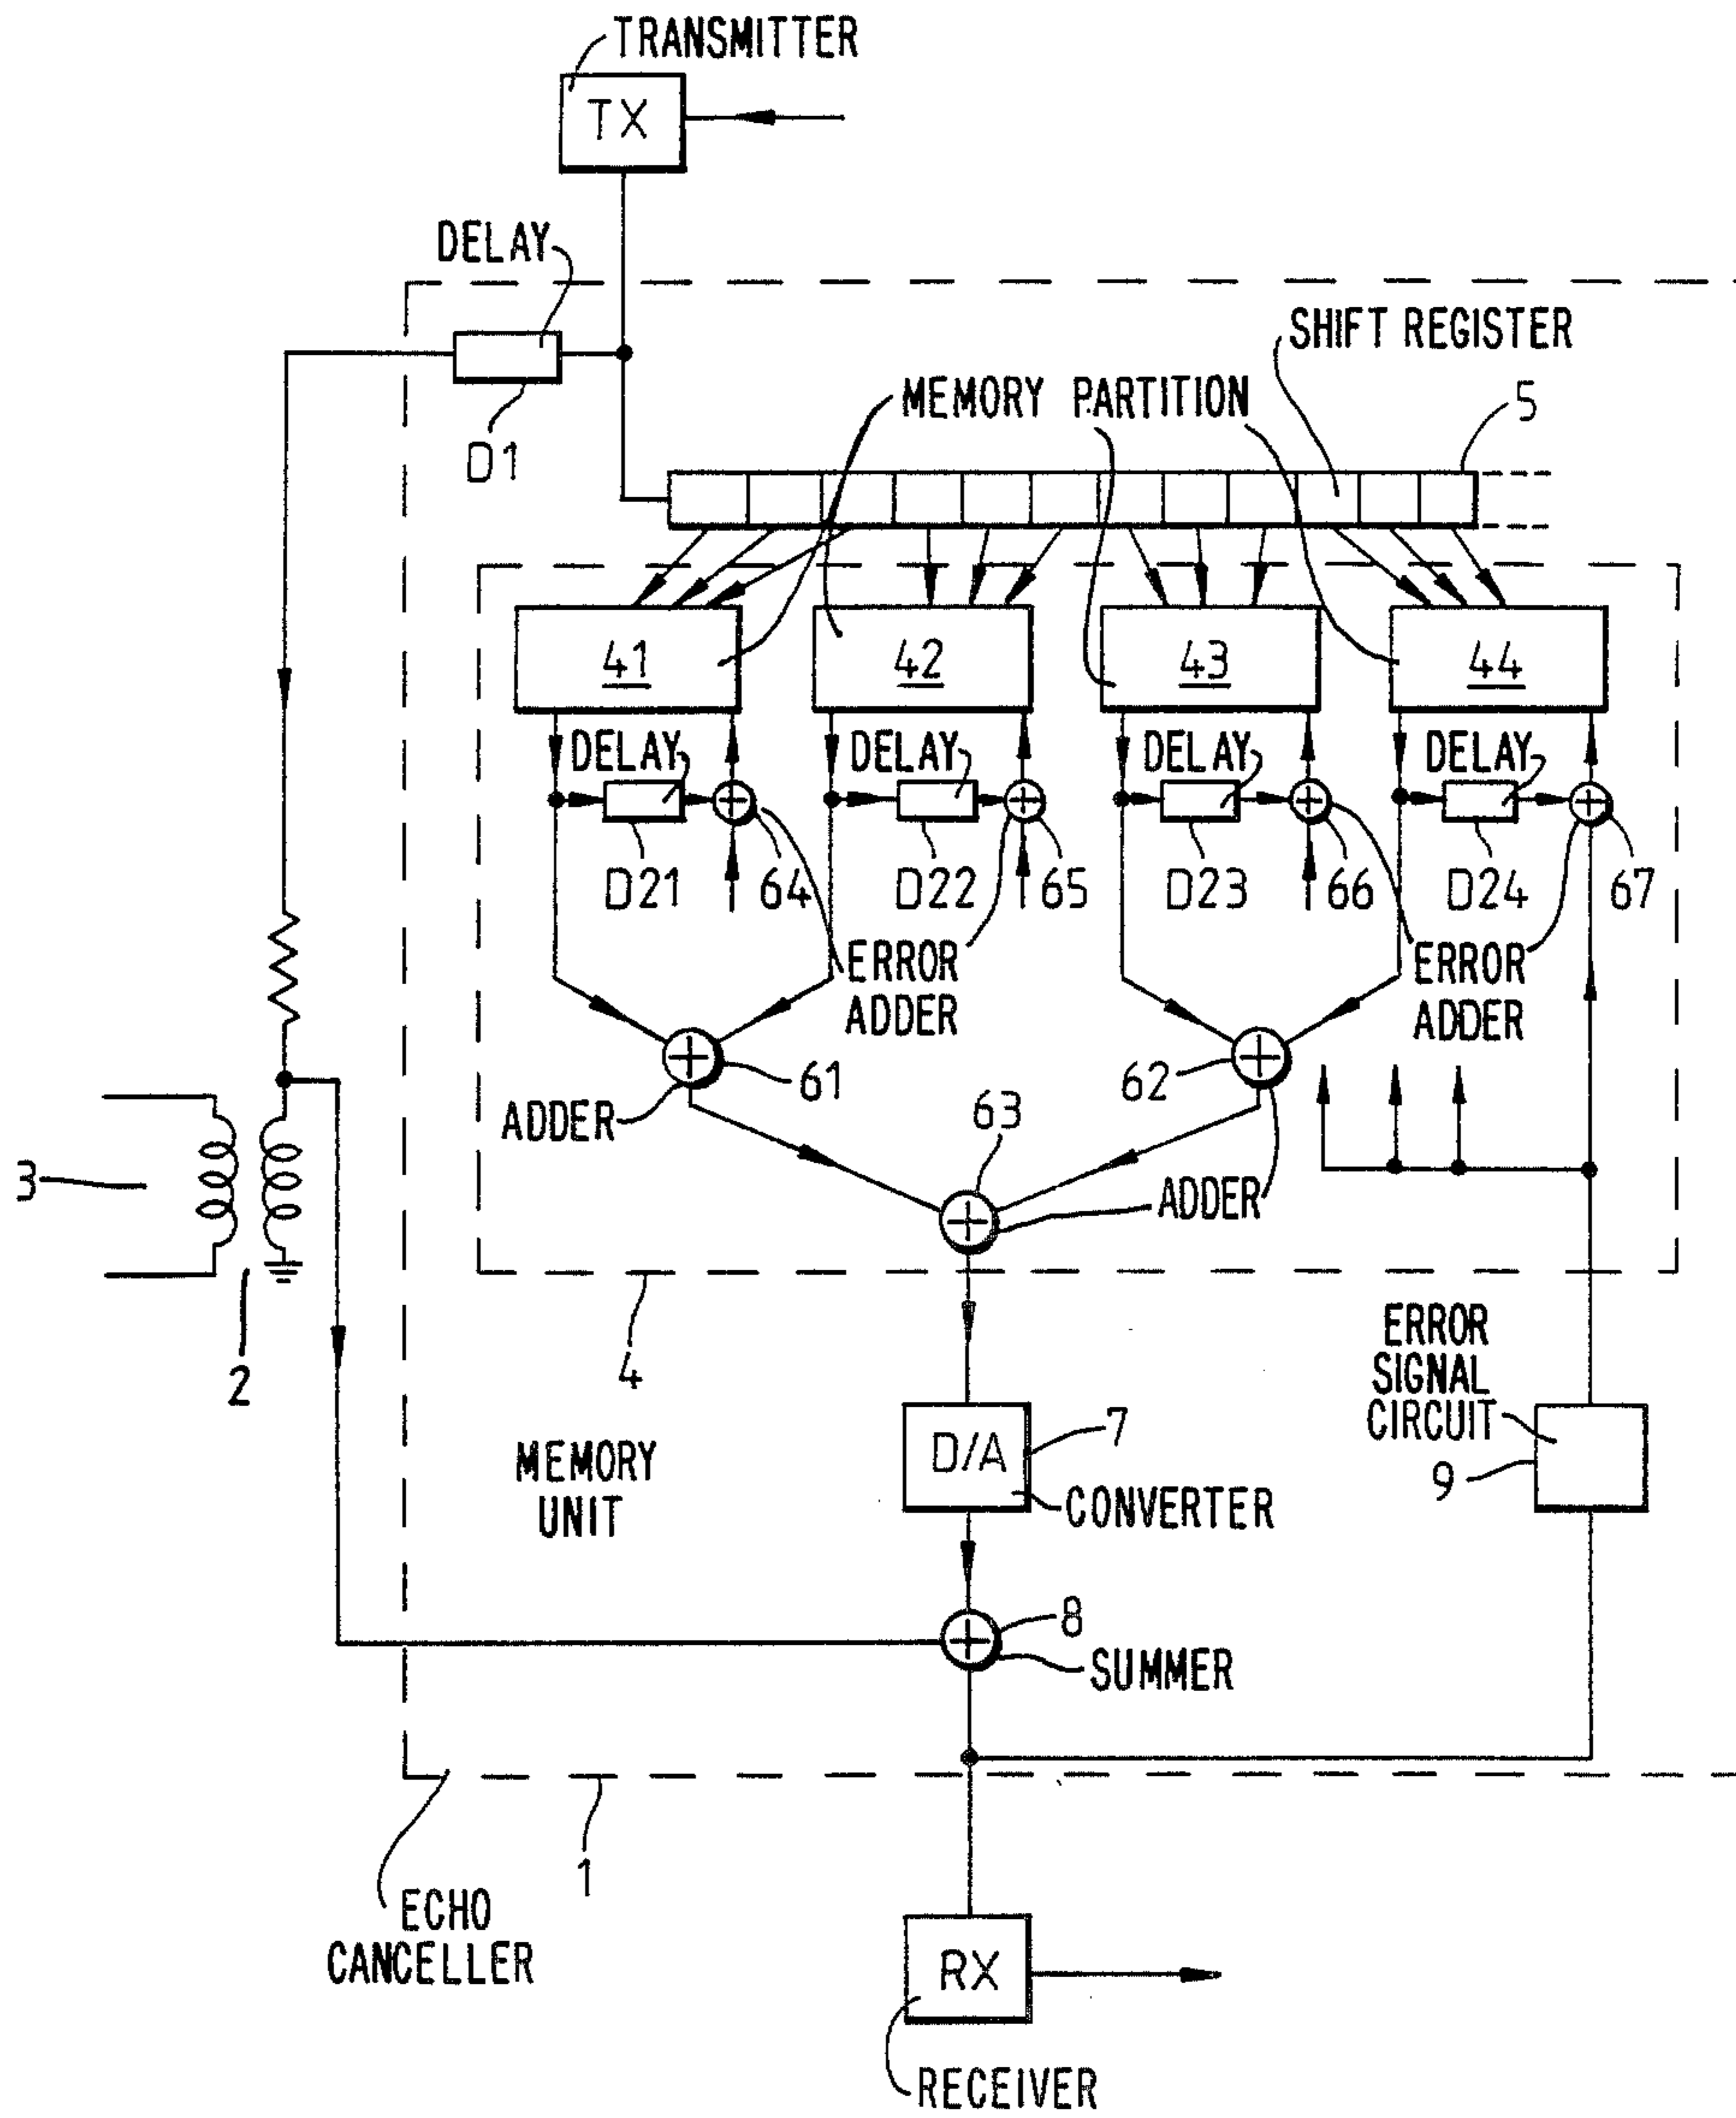 TRANSMITTER
TX
DELAY
D1
SHIFT REGISTER
MEMORY PARTITION
5
41
42
43
44
DELAY
DELAY
DELAY
DELAY
D21
64
D22
65
D23
66
D24
67
ERROR
ADDER
ERROR
ADDER
61
62
ADDER
63
ADDER
3
2
4
ERROR
SIGNAL
CIRCUIT
9
MEMORY
UNIT
D/A
7
CONVERTER
8
SUMMER
1
ECHO
CANCELLER
RX
RECEIVER